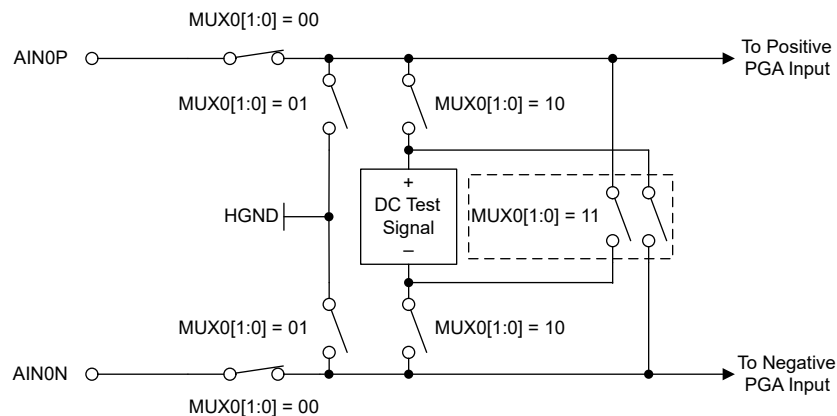 MUX0[1:0] = 00
AIN0P
To Positive
PGA Input
MUX0[1:0] = 01
MUX0[1:0] = 10
+
DC Test
Signal
–
HGND
MUX0[1:0] = 11
MUX0[1:0] = 01
MUX0[1:0] = 10
AIN0N
To Negative
PGA Input
MUX0[1:0] = 00